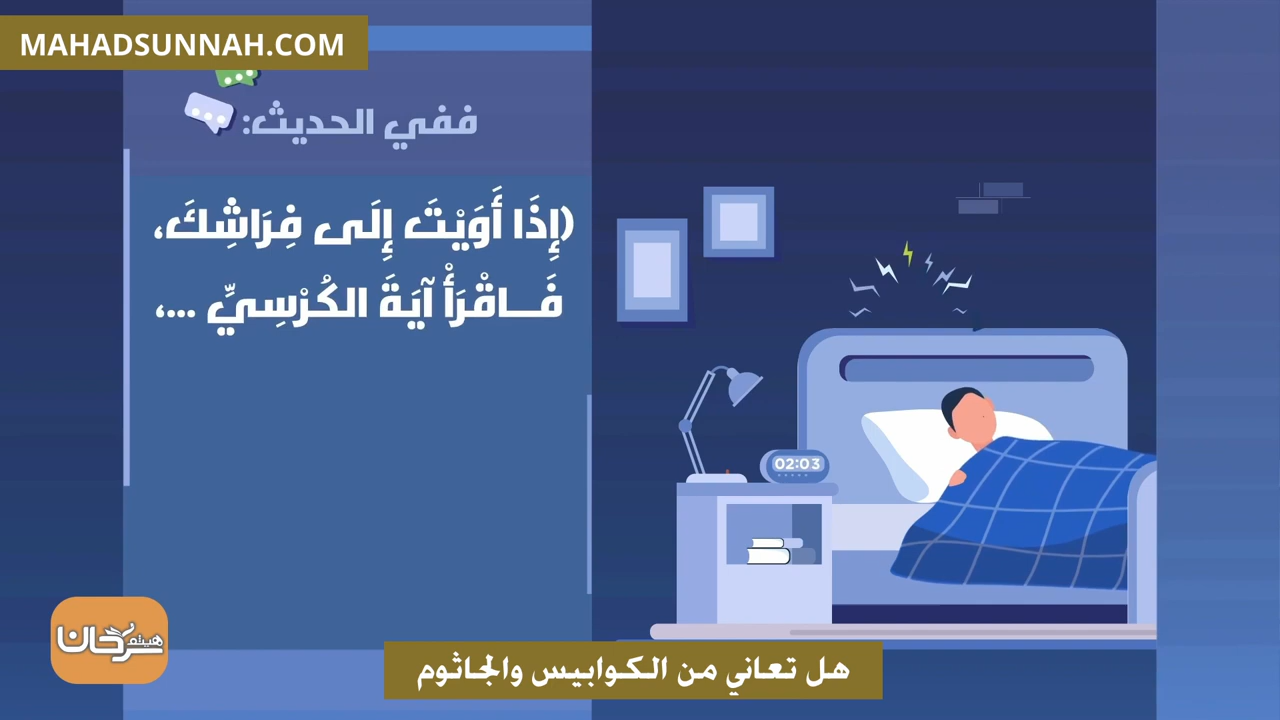 MAHADSUNNAH.COM
ففي الحديث:
(إِذَا أَوَيْتَ إِلَى فِرَاشِكَ،
فَـاقْرَأْ آيَةَ الكُرْسِيِّ ...،
02:03
هيثم سرحان
هل تعاني من الكوابيس والجاثوم